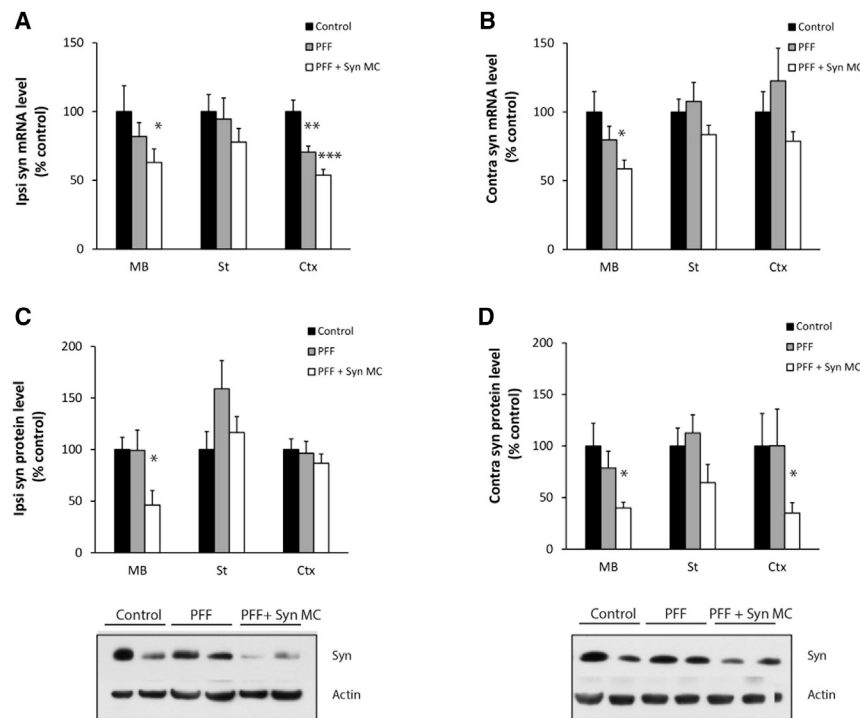 A
Control
PFF
PFF + Syn MC
Ipsi syn mRNA level
(% control)
150
100
50
0
*
**
***
MB St Ctx
B
Control
PFF
PFF + Syn MC
Contra syn mRNA level
(% control)
150
100
50
0
*
MB St Ctx
C
Control
PFF
PFF + Syn MC
Ipsi syn protein level
(% control)
200
150
100
50
0
*
MB St Ctx
Control PFF PFF+ Syn MC
Syn
Actin
D
Control
PFF
PFF + Syn MC
Contra syn protein level
(% control)
200
150
100
50
0
*
*
MB St Ctx
Control PFF PFF + Syn MC
Syn
Actin